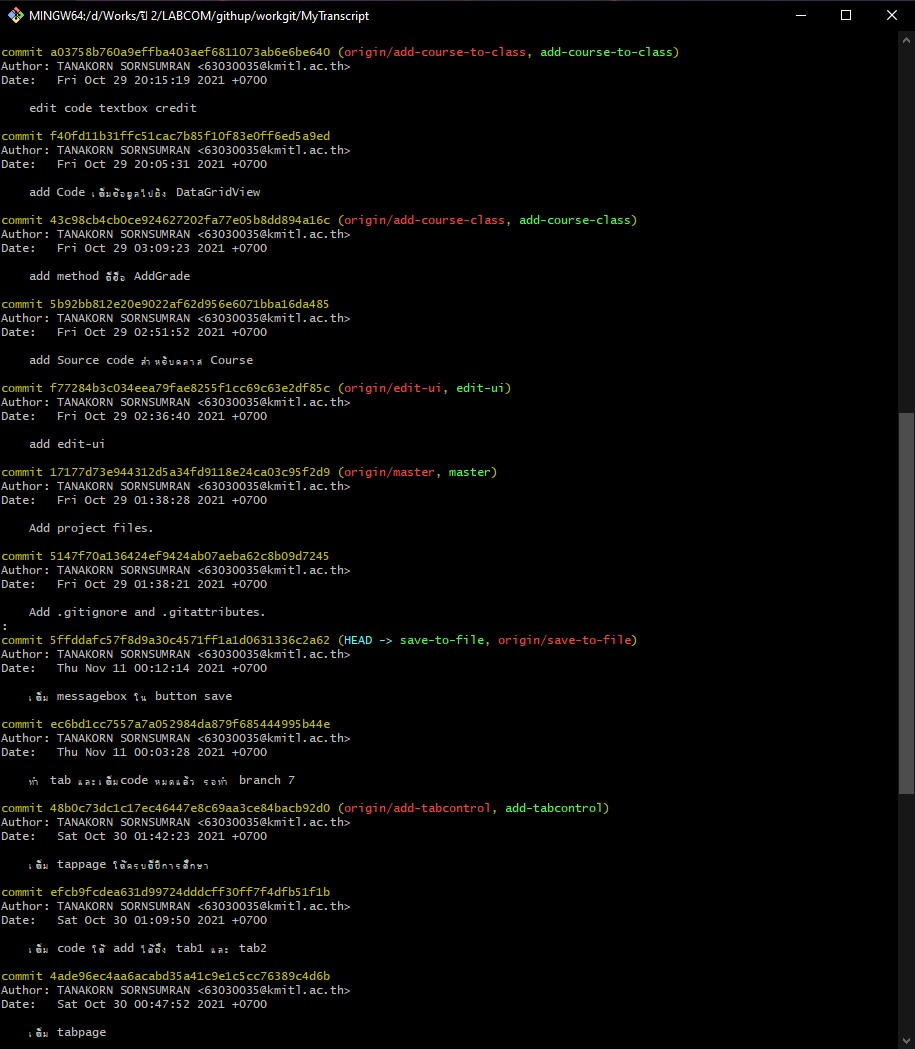 MINGW64:/d/Works/ปี 2/LABCOM/githup/workgit/MyTranscript
commit a03758b760a9effba403aef6811073ab6e6be640 (origin/add-course-to-class, add-course-to-class)
Author: TANAKORN SORNSUMRAN <63030035@kmitl.ac.th>
Date:   Fri Oct 29 20:15:19 2021 +0700
edit code textbox credit
commit f40fd11b31ffc51cac7b85f10f83e0ff6ed5a9ed
Author: TANAKORN SORNSUMRAN <63030035@kmitl.ac.th>
Date:   Fri Oct 29 20:05:31 2021 +0700
add Code เพิ่มข้อมูลไปยัง DataGridView
commit 43c98cb4cb0ce924627202fa77e05b8dd894a16c (origin/add-course-class, add-course-class)
Author: TANAKORN SORNSUMRAN <63030035@kmitl.ac.th>
Date:   Fri Oct 29 03:09:23 2021 +0700
add method ที่ชื่อ AddGrade
commit 5b92bb812e20e9022af62d956e6071bba16da485
Author: TANAKORN SORNSUMRAN <63030035@kmitl.ac.th>
Date:   Fri Oct 29 02:51:52 2021 +0700
add Source code สำหรับคลาส Course
commit f77284b3c034eea79fae8255f1cc69c63e2df85c (origin/edit-ui, edit-ui)
Author: TANAKORN SORNSUMRAN <63030035@kmitl.ac.th>
Date:   Fri Oct 29 02:36:40 2021 +0700
add edit-ui
commit 17177d73e944312d5a34fd9118e24ca03c95f2d9 (origin/master, master)
Author: TANAKORN SORNSUMRAN <63030035@kmitl.ac.th>
Date:   Fri Oct 29 01:38:28 2021 +0700
Add project files.
commit 5147f70a136424ef9424ab07aeba62c8b09d7245
Author: TANAKORN SORNSUMRAN <63030035@kmitl.ac.th>
Date:   Fri Oct 29 01:38:21 2021 +0700
Add .gitignore and .gitattributes.
:
commit 5ffddafc57f8d9a30c4571ff1a1d0631336c2a62 (HEAD -> save-to-file, origin/save-to-file)
Author: TANAKORN SORNSUMRAN <63030035@kmitl.ac.th>
Date:   Thu Nov 11 00:12:14 2021 +0700
เพิ่ม messagebox ใน button save
commit ec6bd1cc7557a7a052984da879f685444995b44e
Author: TANAKORN SORNSUMRAN <63030035@kmitl.ac.th>
Date:   Thu Nov 11 00:03:28 2021 +0700
ทำ tab และเพิ่มcode หมดแล้ว รอทำ branch 7
commit 48b0c73dc1c17ec46447e8c69aa3ce84bacb92d0 (origin/add-tabcontrol, add-tabcontrol)
Author: TANAKORN SORNSUMRAN <63030035@kmitl.ac.th>
Date:   Sat Oct 30 01:42:23 2021 +0700
เพิ่ม tappage ให้ครบปีการศึกษา
commit efcb9fcdea631d99724dddcff30ff7f4dfb51f1b
Author: TANAKORN SORNSUMRAN <63030035@kmitl.ac.th>
Date:   Sat Oct 30 01:09:50 2021 +0700
เพิ่ม code ให้ add ได้ทั้ง tab1 และ tab2
commit 4ade96ec4aa6acabd35a41c9e1c5cc76389c4d6b
Author: TANAKORN SORNSUMRAN <63030035@kmitl.ac.th>
Date:   Sat Oct 30 00:47:52 2021 +0700
เพิ่ม tabpage